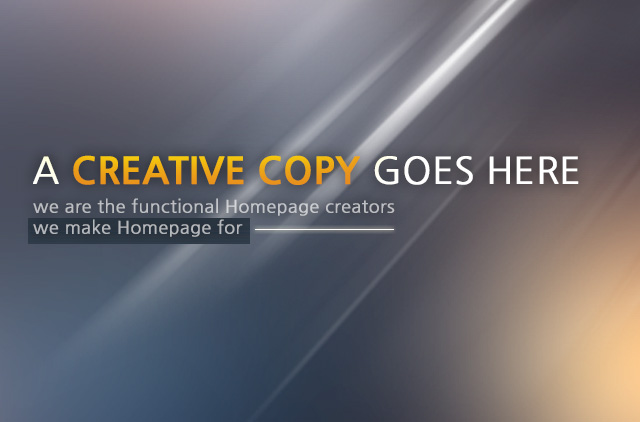 A CREATIVE COPY GOES HERE
we are the functional Homepage creators
we make Homepage for